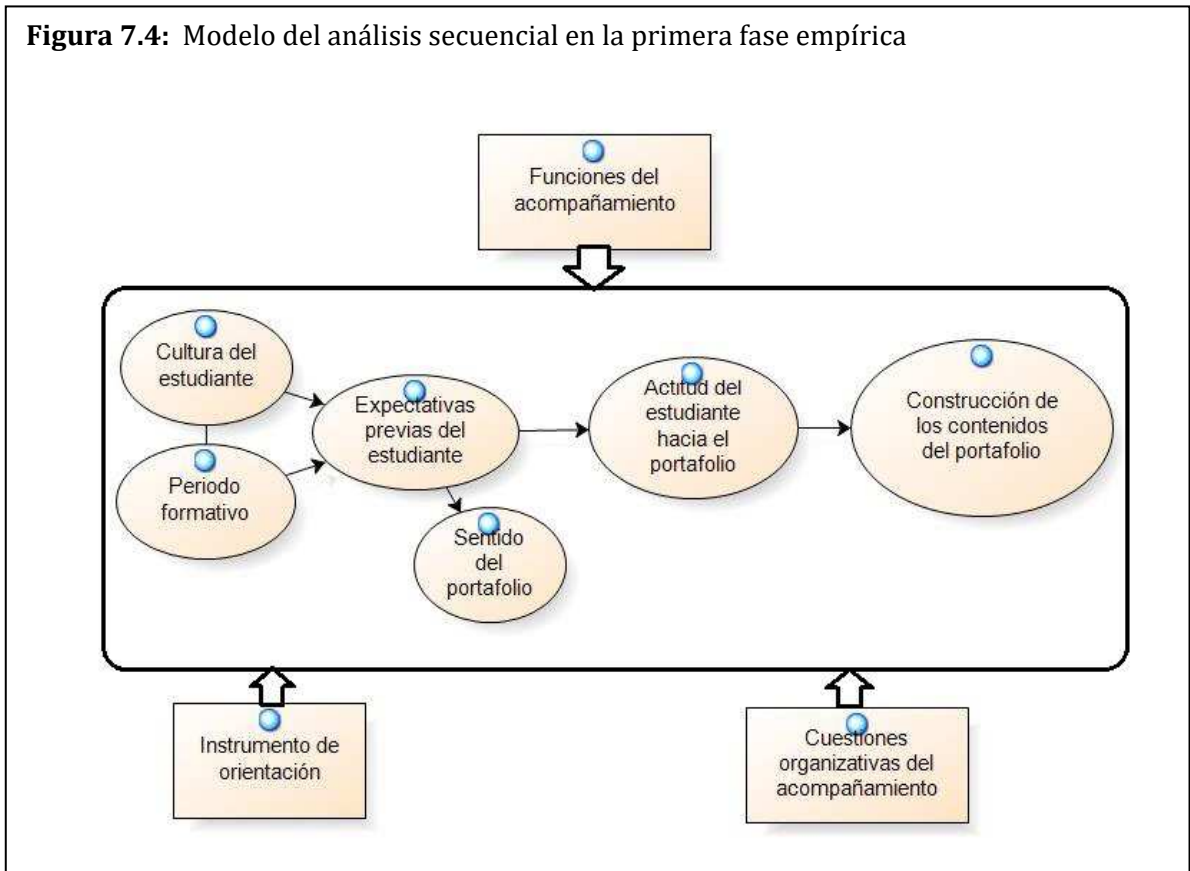 Figura 7.4: Modelo del análisis secuencial en la primera fase empírica
Funciones del
acompañamiento
Cultura del
estudiante
Periodo
formativo
Expectativas
previas del
estudiante
Sentido
del
portafolio
Actitud del
estudiante
hacia el
portafolio
Construcción de
los contenidos
del portafolio
Instrumento de
orientación
Cuestiones
organizativas del
acompañamiento